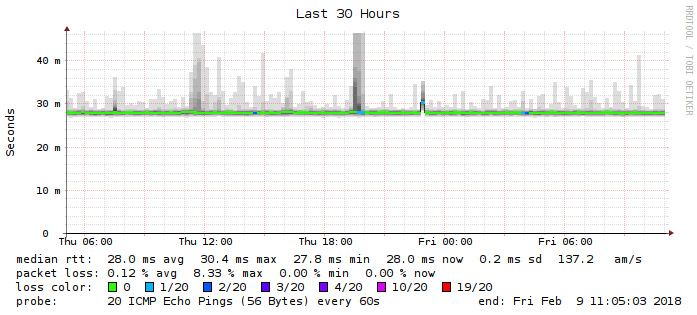 Last 30 Hours
RRDTOOL / TOBI OETIKER
Seconds
40 m
30 m
20 m
10 m
0
Thu 06:00 Thu 12:00 Thu 18:00 Fri 00:00 Fri 06:00
median rtt: 28.0 ms avg 30.4 ms max 27.8 ms min 28.0 ms now 0.2 ms sd 137.2 am/s
packet loss: 0.12 % avg 8.33 % max 0.00 % min 0.00 % now
loss color: 0 1/20 2/20 3/20 4/20 10/20 19/20
probe: 20 ICMP Echo Pings (56 Bytes) every 60s end: Fri Feb 9 11:05:03 2018